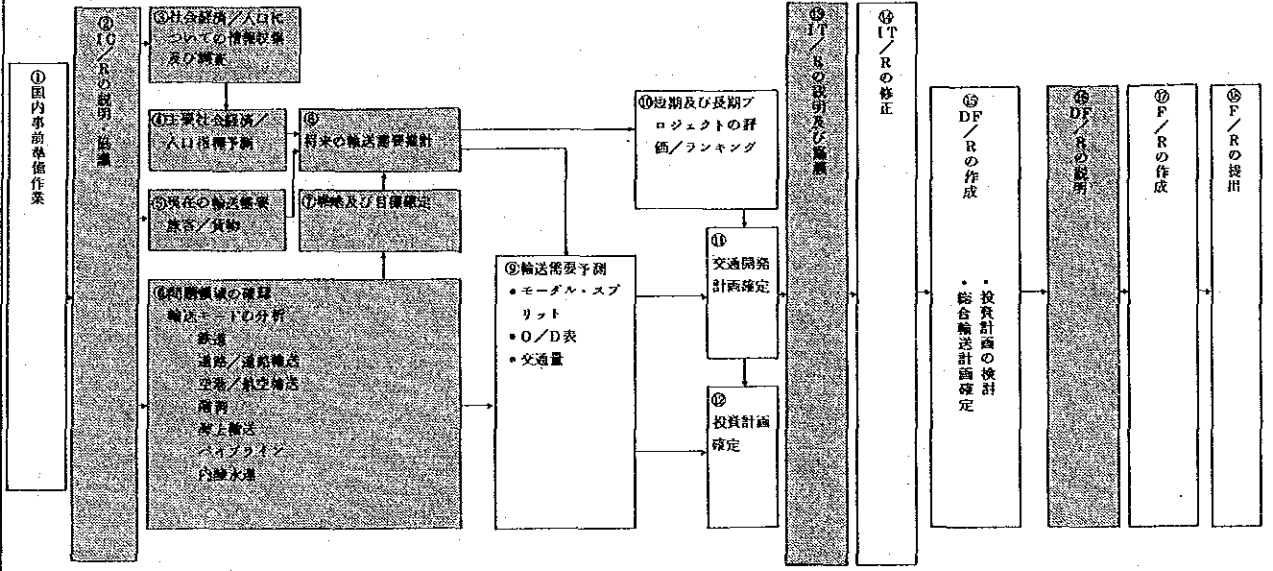 ①国内事前準備作業
②IC／Rの説明・協議
③社会経済／人口に
ついての情報収集
及び調査
④主要社会経済／
人口指標予測
⑤現在の輸送需要
旅客／貨物
⑥問題領域の確認
輸送モードの分析
鉄道
道路／道路輸送
空港／航空輸送
港湾
海上輸送
パイプライン
内陸水運
⑧
将来の輸送需要推計
⑦戦略及び目標確定
⑨輸送需要予測
•モーダル・スプ
リット
•O／D表
•交通量
⑩短期及び長期プ
ロジェクトの評
価／ランキング
⑪
交通開発
計画確定
⑫
投資計画
確定
⑬IT／Rの説明及び協議
⑭IT／Rの修正
⑮DF／Rの作成
•投資計画の検討
•総合輸送計画確定
⑯DF／Rの説明
⑰F／Rの作成
⑱F／Rの提出